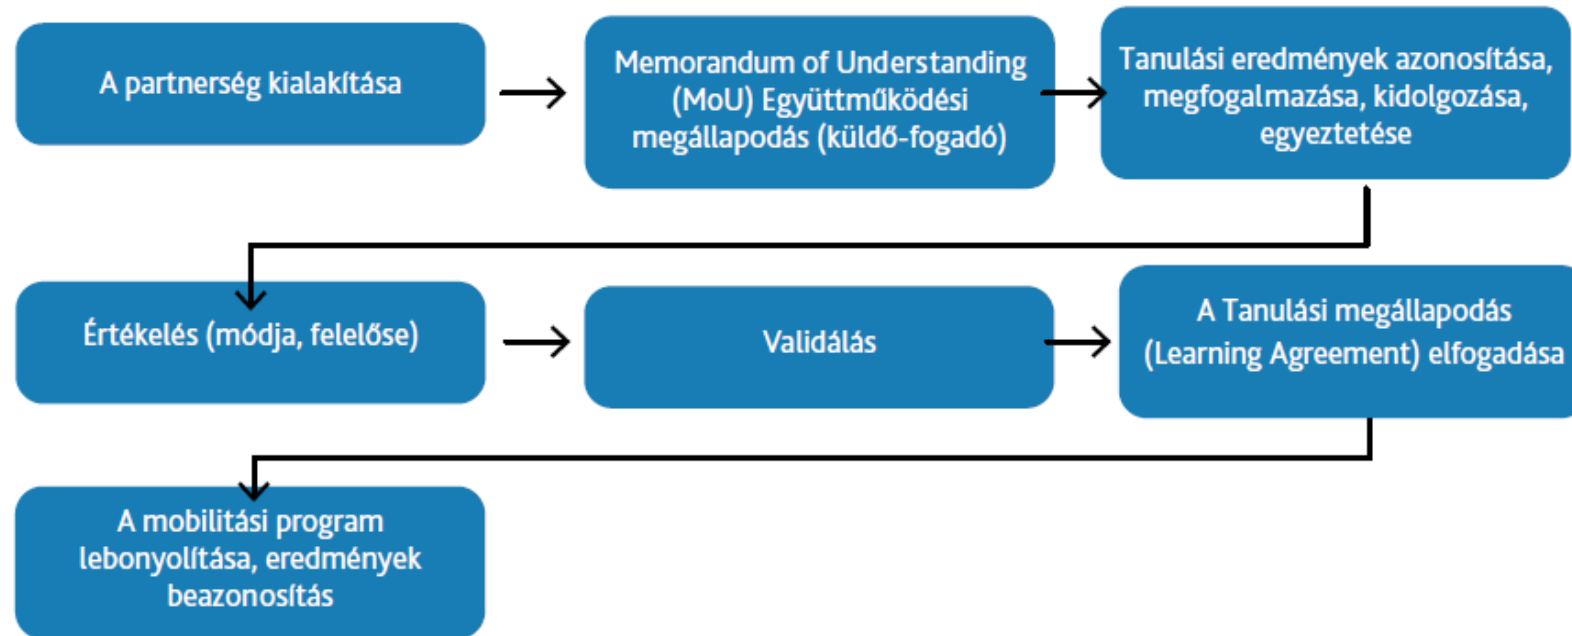 A partnerség kialakítása
Memorandum of Understanding
(MoU) Együttműködési
megállapodás (küldő-fogadó)
Tanulási eredmények azonosítása,
megfogalmazása, kidolgozása,
egyeztetése
Értékelés (módja, felelőse)
Validálás
A Tanulási megállapodás
(Learning Agreement) elfogadása
A mobilitási program
lebonyolítása, eredmények
beazonosítás